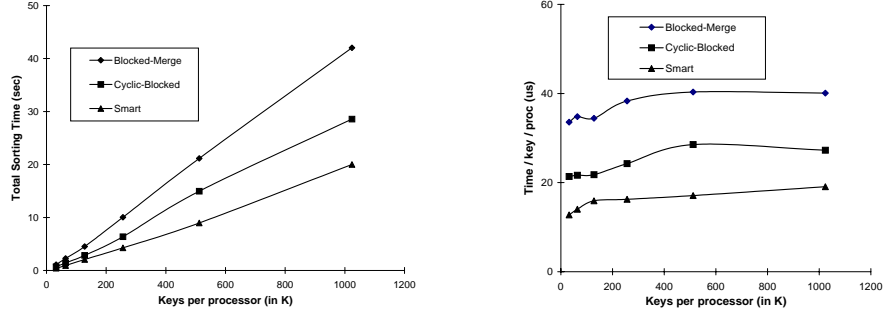 50
40
30
20
10
0
Total Sorting Time (sec)
Blocked-Merge
Cyclic-Blocked
Smart
0 200 400 600 800 1000 1200
Keys per processor (in K)
60
40
20
0
Time / key / proc (us)
Blocked-Merge
Cyclic-Blocked
Smart
0 200 400 600 800 1000 1200
Keys per processor (in K)